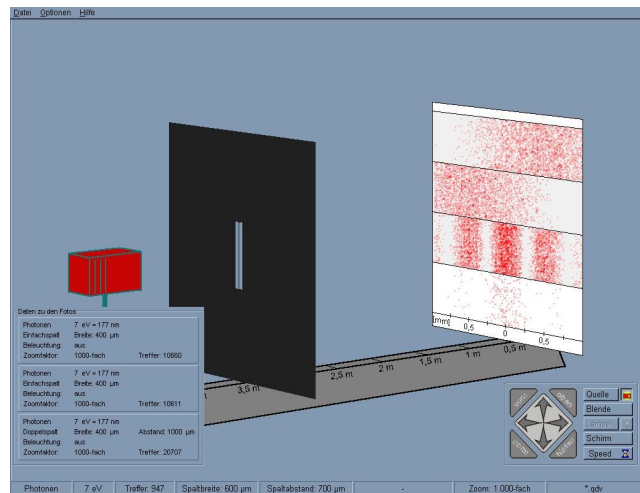 Datei Optionen Hilfe
[mm] 0,5 0 0,5
3,5 m 2,5 m 2 m 1,5 m 1 m 0,5 m
Daten zu den Fotos
Photonen 7 eV = 177 nm
Einfachspalt Breite: 400 µm
Beleuchtung: aus
Zoomfaktor: 1000-fach Treffer: 10660
Photonen 7 eV = 177 nm
Einfachspalt Breite: 400 µm
Beleuchtung: aus
Zoomfaktor: 1000-fach Treffer: 10611
Photonen 7 eV = 177 nm
Doppelspalt Breite: 400 µm Abstand: 1000 µm
Beleuchtung: aus
Zoomfaktor: 1000-fach Treffer: 20707
oben
Quelle
Blende
Lampe
Schirm
Speed
Photonen 7 eV Treffer: 947 Spaltbreite: 600 µm Spaltabstand: 700 µm - Zoom: 1.000-fach *.qdv